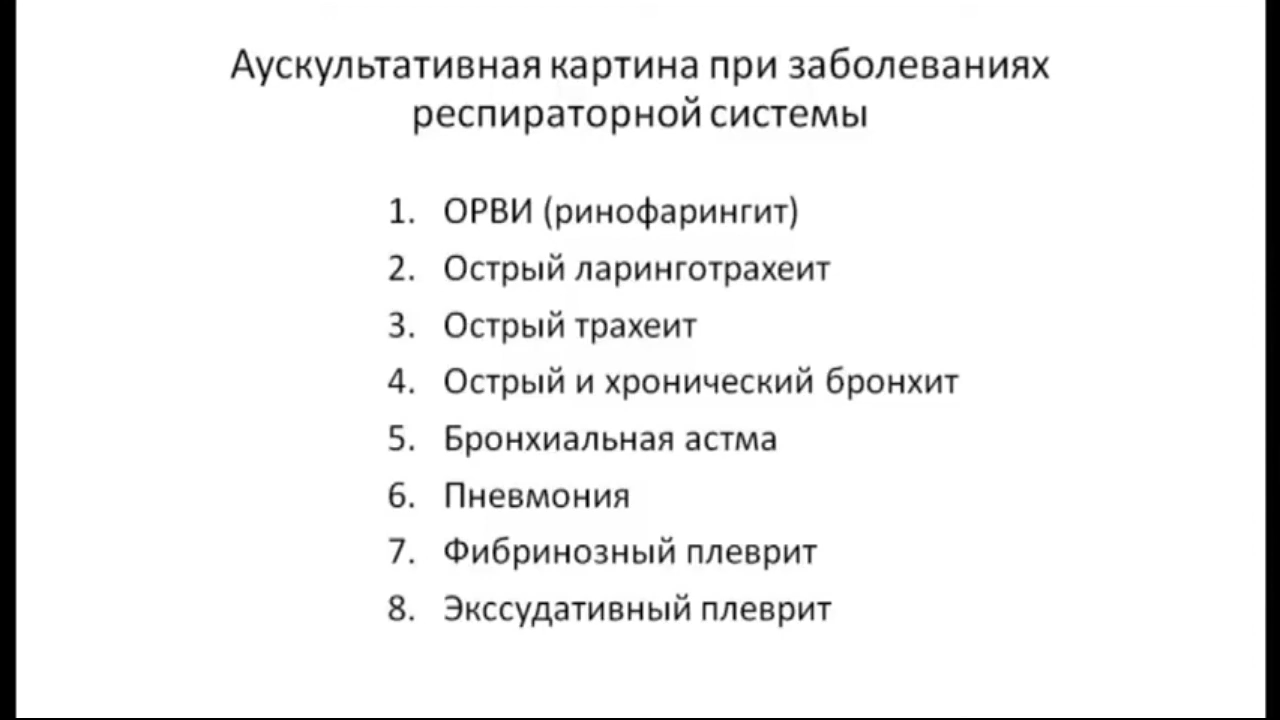 Аускультативная картина при заболеваниях
респираторной системы
1. ОРВИ (ринофарингит)
2. Острый ларинготрахеит
3. Острый трахеит
4. Острый и хронический бронхит
5. Бронхиальная астма
6. Пневмония
7. Фибринозный плеврит
8. Экссудативный плеврит